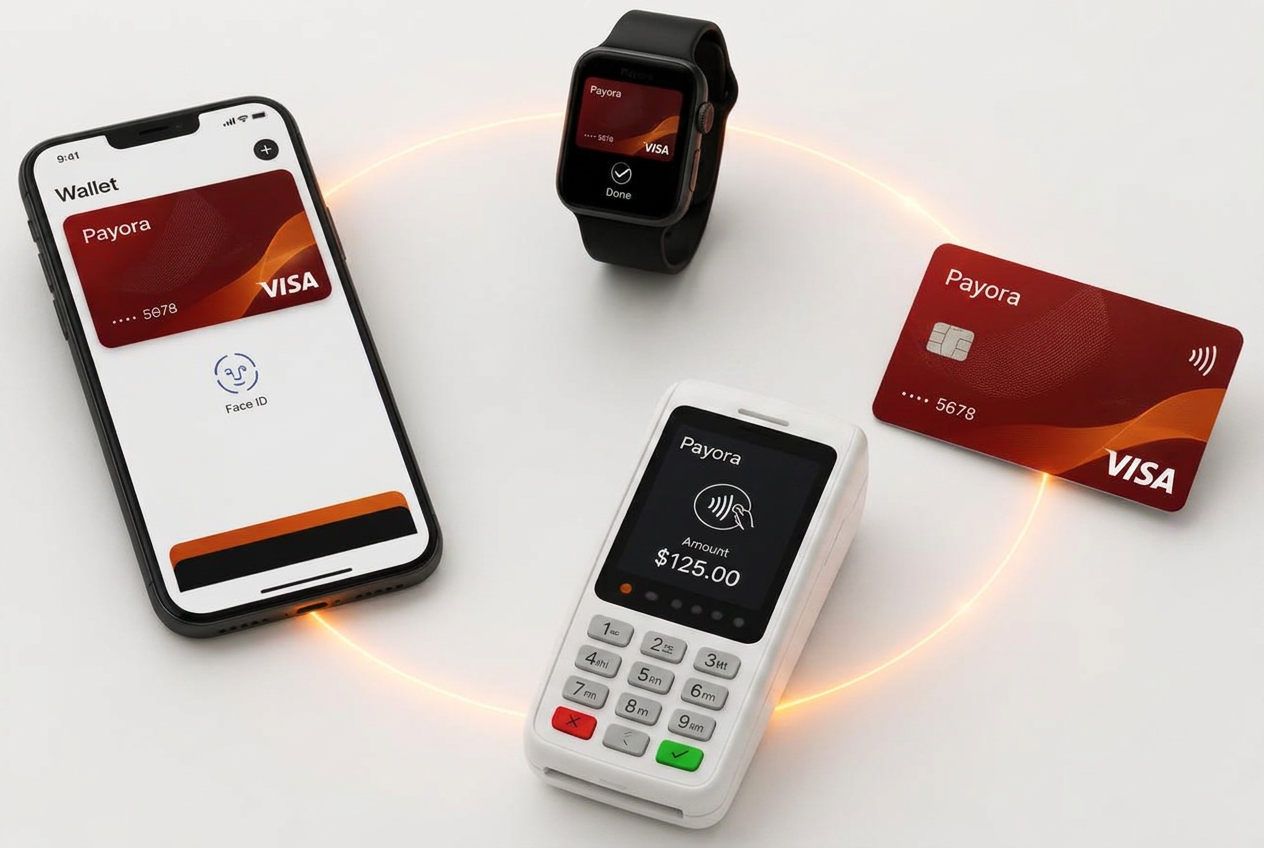 9:41
Wallet
Payora
VISA
•••• 5678
Face ID
Payora
•••• 5678
VISA
Done
Payora
•••• 5678
VISA
Payora
Amount
$125.00
1
2
3
4
5
6
7
8
9